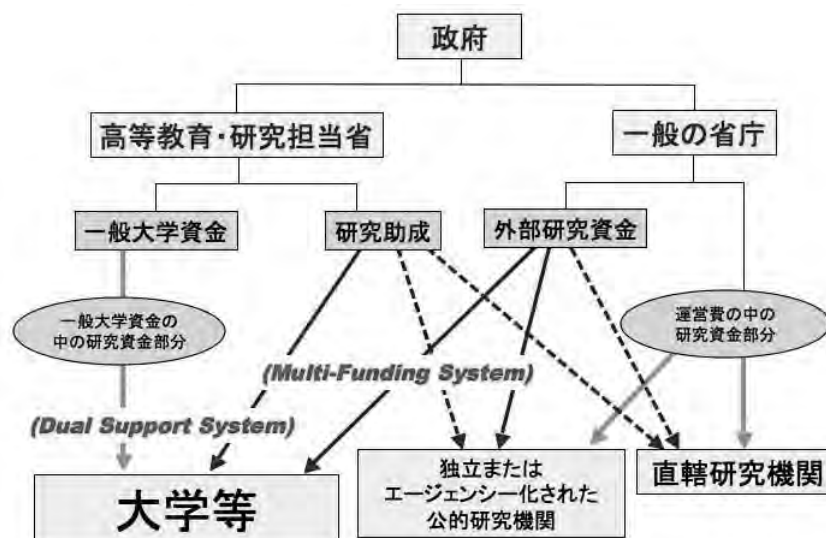 政府
高等教育・研究担当省
一般の省庁
一般大学資金
研究助成
外部研究資金
一般大学資金の
中の研究資金部分
運営費の中の
研究資金部分
(Multi-Funding System)
(Dual Support System)
大学等
独立または
エージェンシー化された
公的研究機関
直轄研究機関